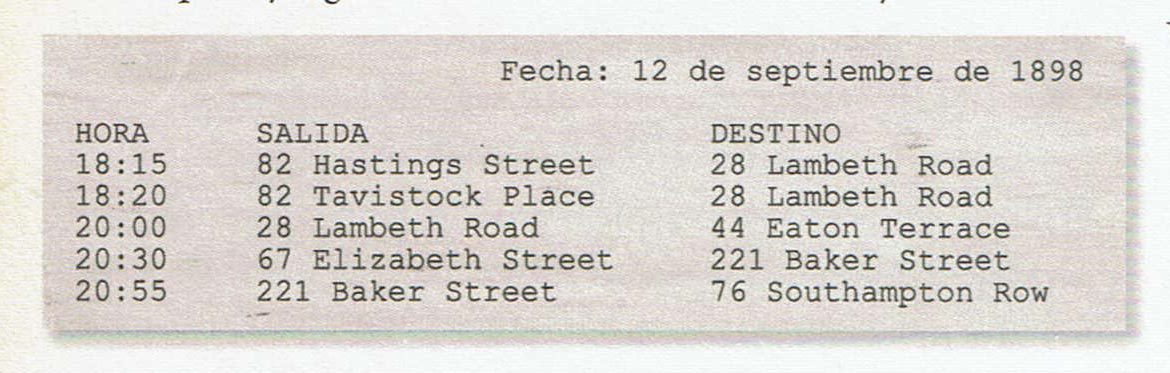 Fecha: 12 de septiembre de 1898
HORA SALIDA DESTINO
18:15 82 Hastings Street 28 Lambeth Road
18:20 82 Tavistock Place 28 Lambeth Road
20:00 28 Lambeth Road 44 Eaton Terrace
20:30 67 Elizabeth Street 221 Baker Street
20:55 221 Baker Street 76 Southampton Row